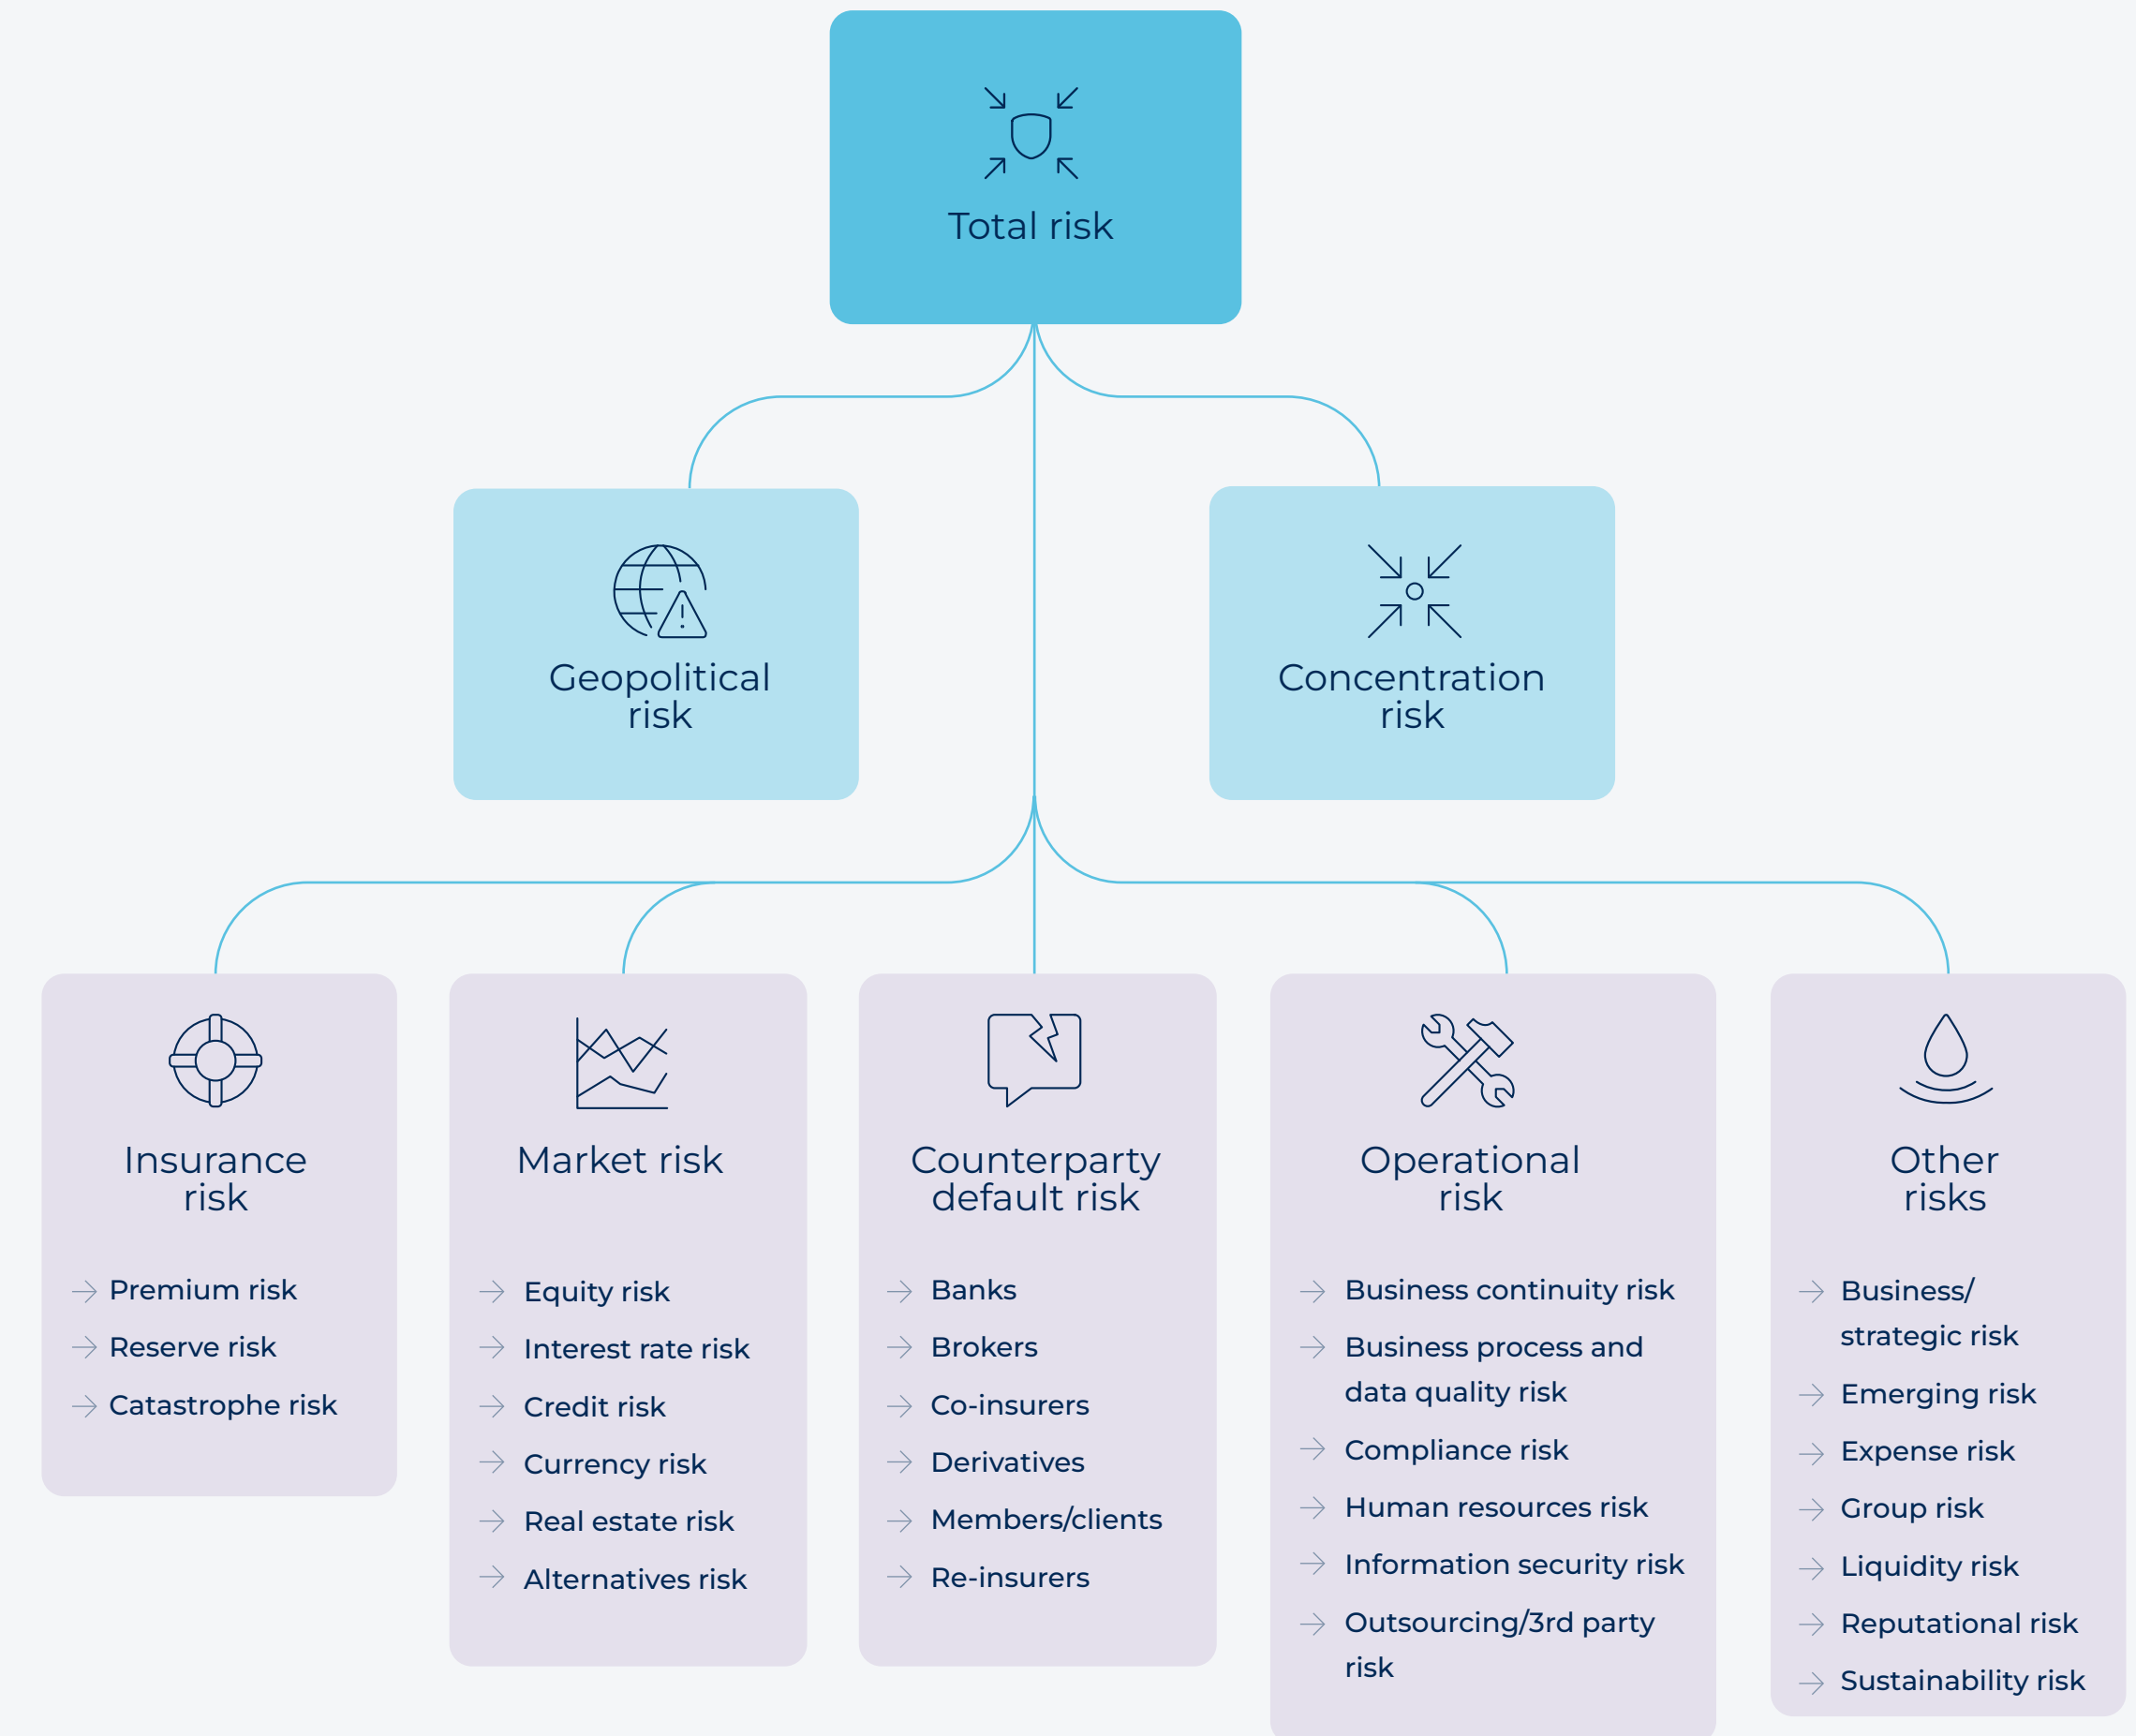 Total risk
Geopolitical
risk
Concentration
risk
Insurance
risk
Premium risk
Reserve risk
Catastrophe risk
Market risk
Equity risk
Interest rate risk
Credit risk
Currency risk
Real estate risk
Alternatives risk
Counterparty
default risk
Banks
Brokers
Co-insurers
Derivatives
Members/clients
Re-insurers
Operational
risk
Business continuity risk
Business process and
data quality risk
Compliance risk
Human resources risk
Information security risk
Outsourcing/3rd party
risk
Other
risks
Business/
strategic risk
Emerging risk
Expense risk
Group risk
Liquidity risk
Reputational risk
Sustainability risk